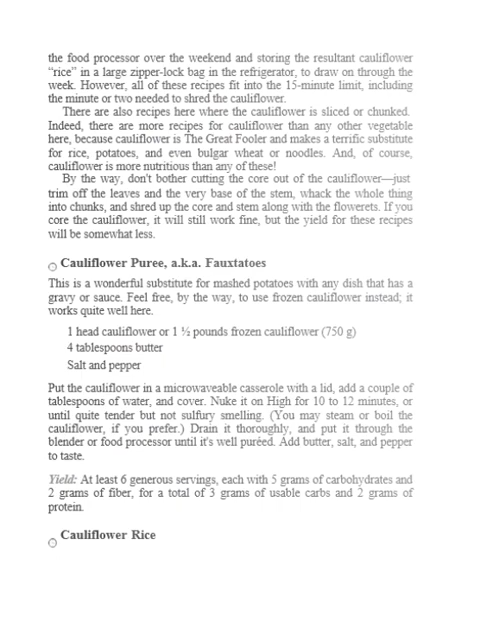 the food processor over the weekend and storing the resultant cauliflower
“rice” in a large zipper-lock bag in the refrigerator, to draw on through the
week. However, all of these recipes fit into the 15-minute limit, including
the minute or two needed to shred the cauliflower.
There are also recipes here where the cauliflower is sliced or chunked.
Indeed, there are more recipes for cauliflower than any other vegetable
here, because cauliflower is The Great Fooler and makes a terrific substitute
for rice, potatoes, and even bulgar wheat or noodles. And, of course,
cauliflower is more nutritious than any of these!
By the way, don't bother cutting the core out of the cauliflower—just
trim off the leaves and the very base of the stem, whack the whole thing
into chunks, and shred up the core and stem along with the flowerets. If you
core the cauliflower, it will still work fine, but the yield for these recipes
will be somewhat less.
Cauliflower Puree, a.k.a. Fauxtatoes
This is a wonderful substitute for mashed potatoes with any dish that has a
gravy or sauce. Feel free, by the way, to use frozen cauliflower instead; it
works quite well here.
1 head cauliflower or 1 ½ pounds frozen cauliflower (750 g)
4 tablespoons butter
Salt and pepper
Put the cauliflower in a microwaveable casserole with a lid, add a couple of
tablespoons of water, and cover. Nuke it on High for 10 to 12 minutes, or
until quite tender but not sulfury smelling. (You may steam or boil the
cauliflower, if you prefer.) Drain it thoroughly, and put it through the
blender or food processor until it's well puréed. Add butter, salt, and pepper
to taste.
Yield: At least 6 generous servings, each with 5 grams of carbohydrates and
2 grams of fiber, for a total of 3 grams of usable carbs and 2 grams of
protein.
Cauliflower Rice